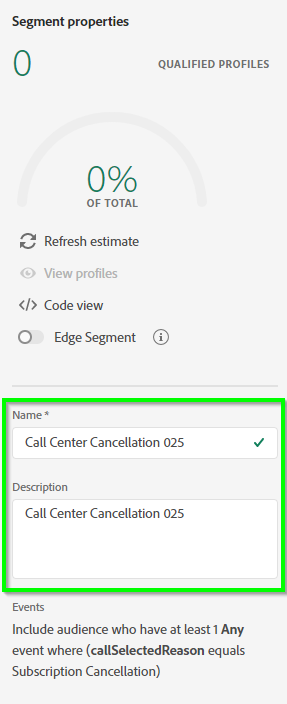 Segment properties
0
QUALIFIED PROFILES
0%
OF TOTAL
Refresh estimate
View profiles
</> Code view
Edge Segment
Name *
Call Center Cancellation 025
Description
Call Center Cancellation 025
Events
Include audience who have at least 1 Any
event where (callSelectedReason equals
Subscription Cancellation)